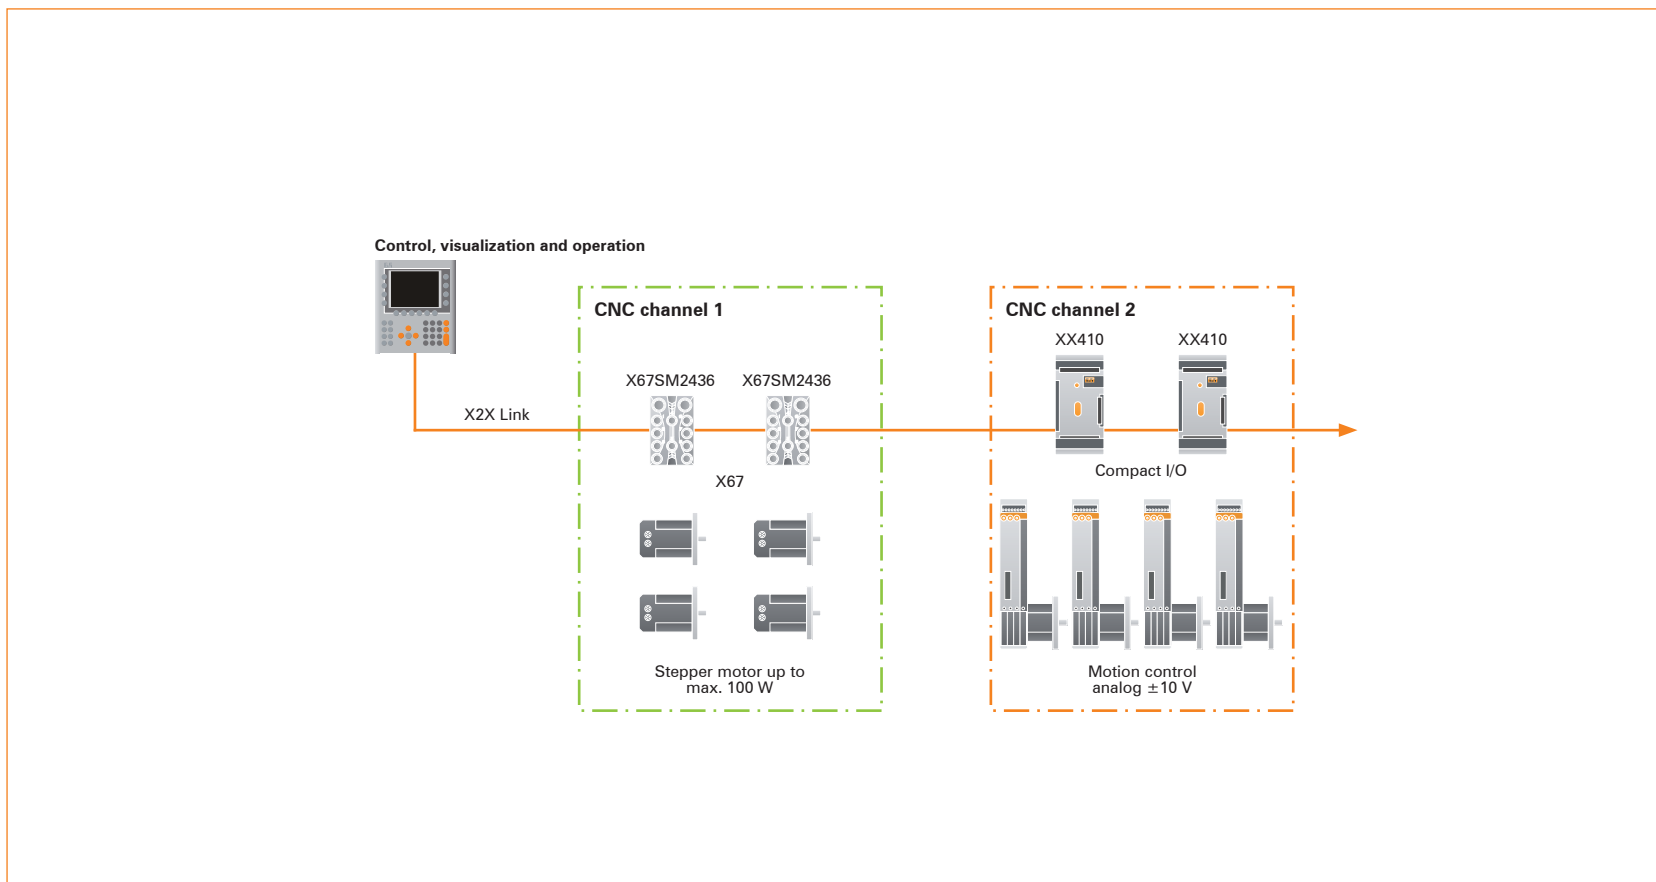 Control, visualization and operation
CNC channel 1
X67SM2436
X67SM2436
X2X Link
X67
Stepper motor up to
max. 100 W
CNC channel 2
XX410
XX410
Compact I/O
Motion control
analog ±10 V